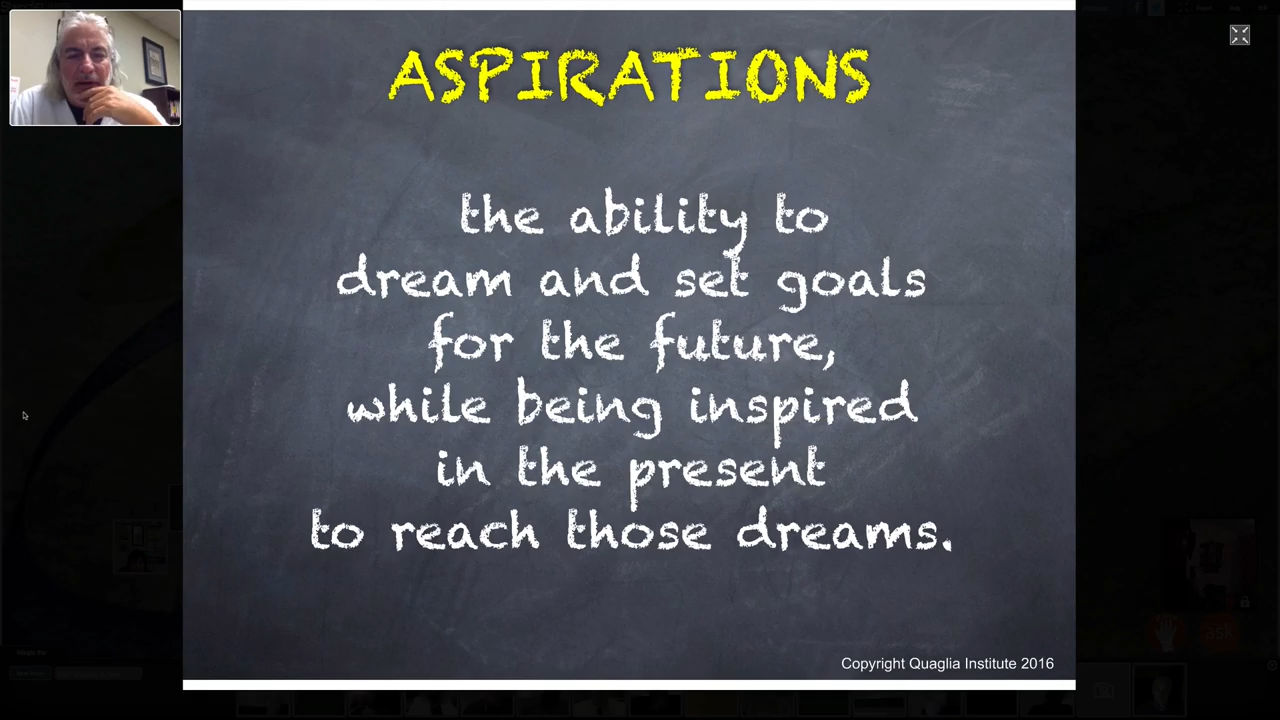 ASPIRATIONS
the ability to
dream and set goals
for the future,
while being inspired
in the present
to reach those dreams.
Copyright Quaglia Institute 2016
ask